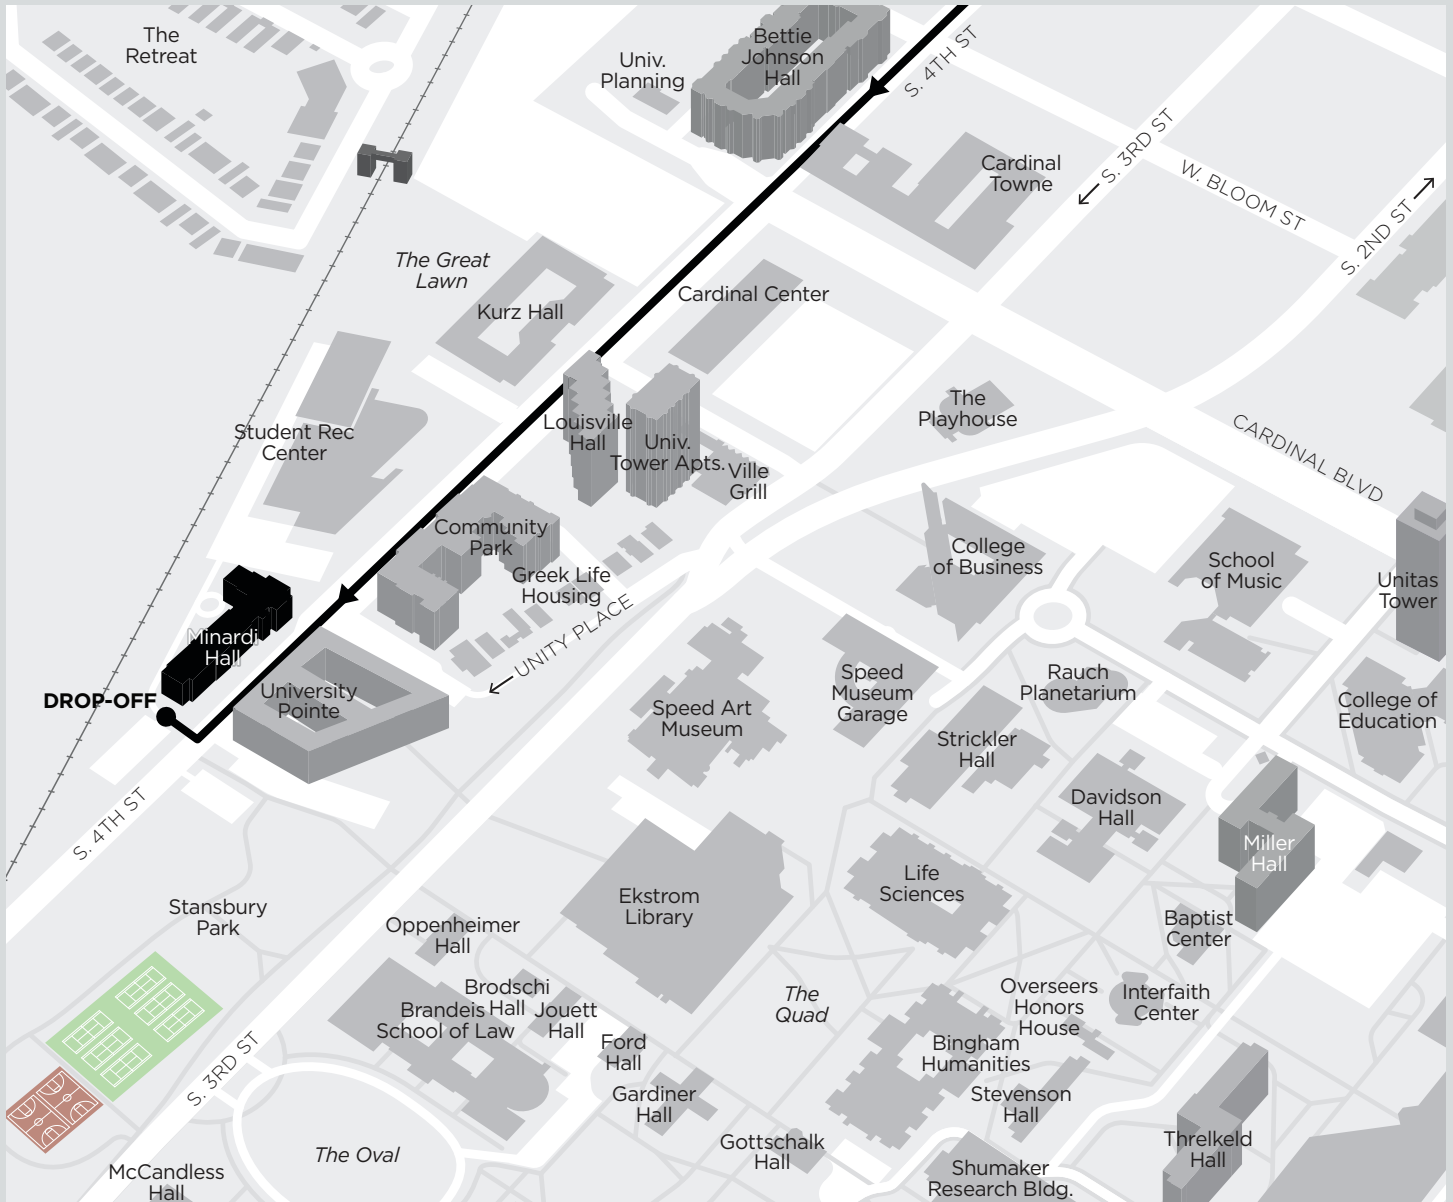 The
Retreat
Univ.
Planning
Bettie
Johnson
Hall
S. 4TH ST
Cardinal
Towne
S. 3RD ST
W. BLOOM ST
S. 2ND ST
The Great
Lawn
Kurz Hall
Cardinal Center
Student Rec
Center
Louisville
Hall
Univ.
Tower Apts.
Ville
Grill
The
Playhouse
CARDINAL BLVD
Community
Park
Greek Life
Housing
College
of Business
School
of Music
Unitas
Tower
UNITY PLACE
Minardi
Hall
DROP-OFF
University
Pointe
Speed Art
Museum
Speed
Museum
Garage
Rauch
Planetarium
College of
Education
Strickler
Hall
Davidson
Hall
Miller
Hall
S. 4TH ST
Stansbury
Park
Oppenheimer
Hall
Ekstrom
Library
Life
Sciences
Baptist
Center
Brodschi
Hall
Brandeis
School of Law
Jouett
Hall
The
Quad
Overseers
Honors
House
Interfaith
Center
Ford
Hall
Bingham
Humanities
S. 3RD ST
Gardiner
Hall
Stevenson
Hall
The Oval
Gottschalk
Hall
Threlkeld
Hall
McCandless
Hall
Shumaker
Research Bldg.